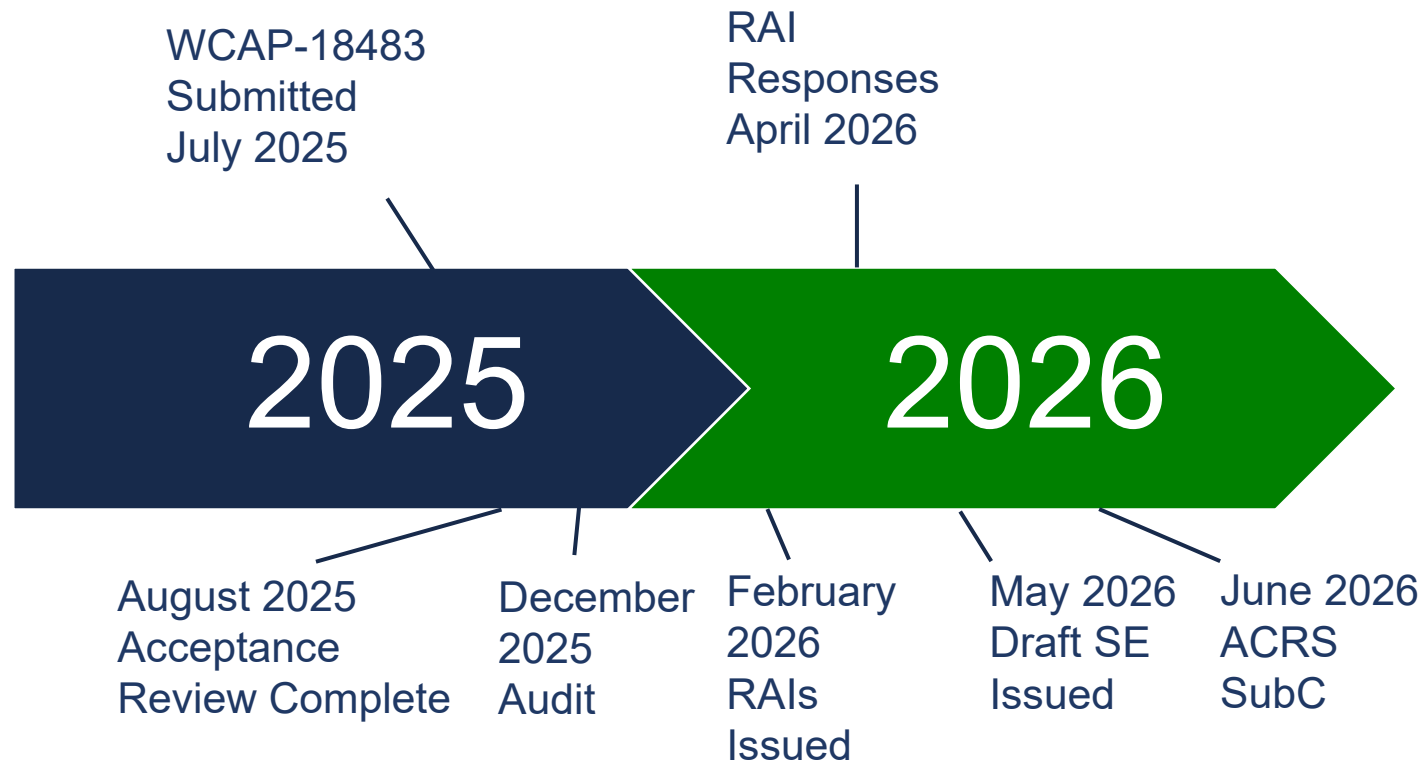 WCAP-18483
Submitted
July 2025
RAI
Responses
April 2026
2025
2026
August 2025
Acceptance
Review Complete
December
2025
Audit
February
2026
RAIs
Issued
May 2026
Draft SE
Issued
June 2026
ACRS
SubC